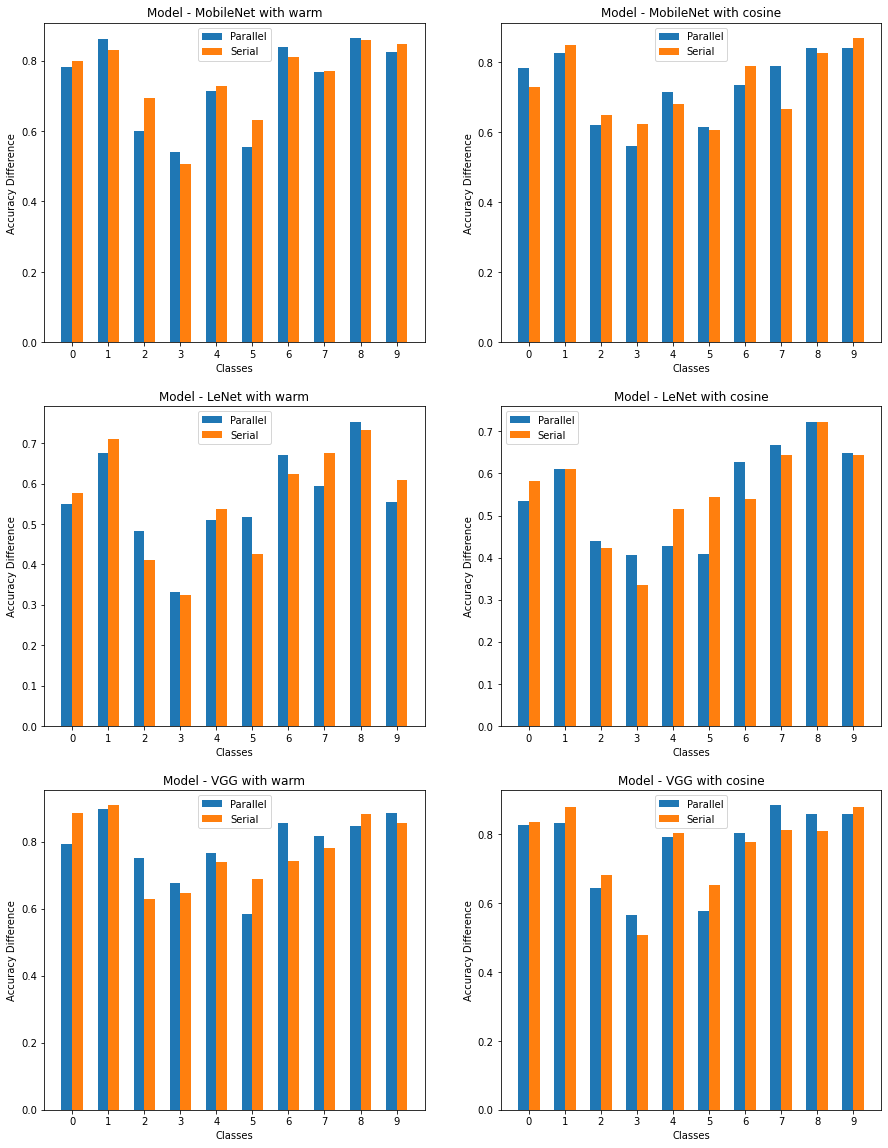 Model - MobileNet with warm
Parallel
Serial
Accuracy Difference
0.8
0.6
0.4
0.2
0.0
0 1 2 3 4 5 6 7 8 9
Classes
Model - MobileNet with cosine
Parallel
Serial
Accuracy Difference
0.8
0.6
0.4
0.2
0.0
0 1 2 3 4 5 6 7 8 9
Classes
Model - LeNet with warm
Parallel
Serial
Accuracy Difference
0.7
0.6
0.5
0.4
0.3
0.2
0.1
0.0
0 1 2 3 4 5 6 7 8 9
Classes
Model - LeNet with cosine
Parallel
Serial
Accuracy Difference
0.7
0.6
0.5
0.4
0.3
0.2
0.1
0.0
0 1 2 3 4 5 6 7 8 9
Classes
Model - VGG with warm
Parallel
Serial
Accuracy Difference
0.8
0.6
0.4
0.2
0.0
0 1 2 3 4 5 6 7 8 9
Classes
Model - VGG with cosine
Parallel
Serial
Accuracy Difference
0.8
0.6
0.4
0.2
0.0
0 1 2 3 4 5 6 7 8 9
Classes